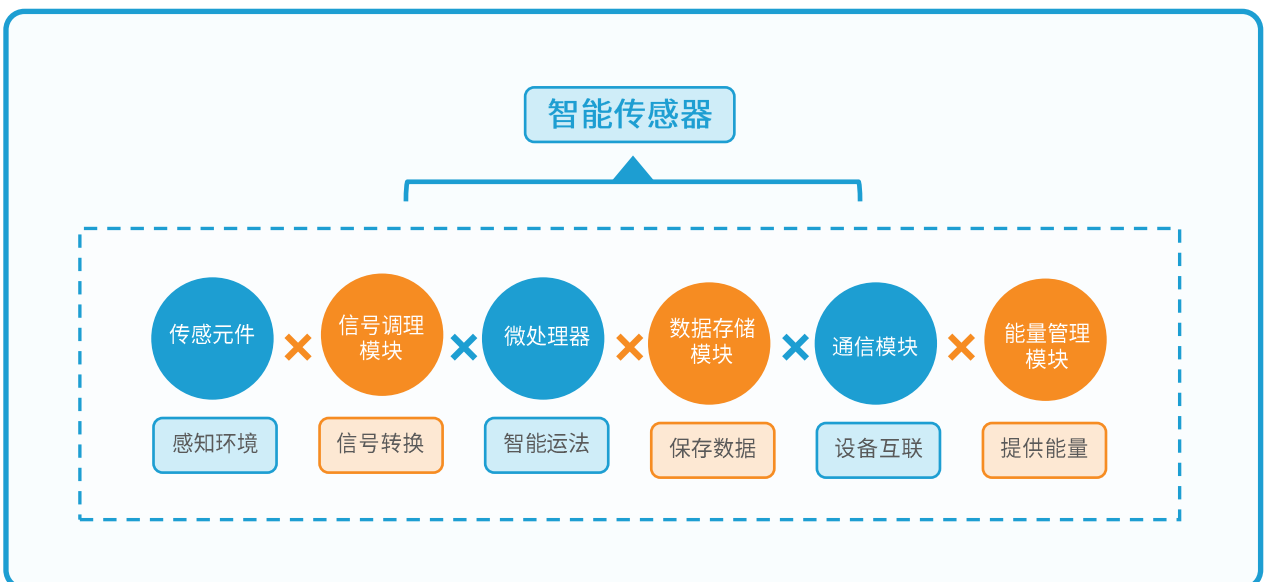 智能传感器
传感元件
信号调理
模块
微处理器
数据存储
模块
通信模块
能量管理
模块
感知环境
信号转换
智能运法
保存数据
设备互联
提供能量